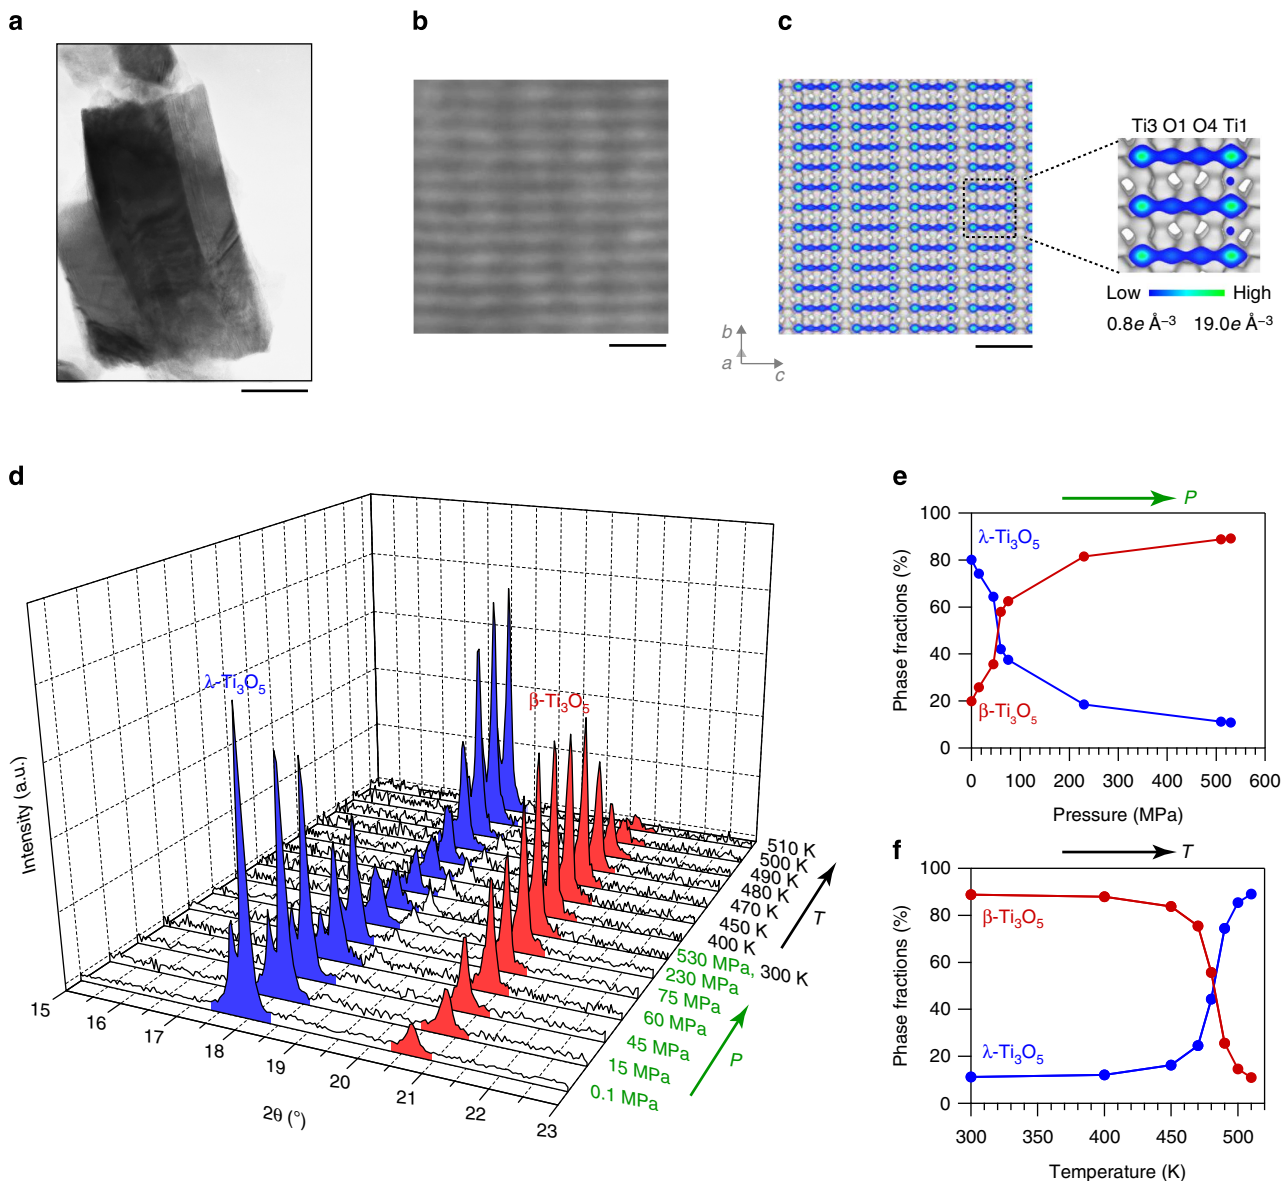 a
b
c
Ti3 O1 O4 Ti1
Low High
0.8e Å⁻³ 19.0e Å⁻³
b
a
c
d
λ-Ti₃O₅
β-Ti₃O₅
Intensity (a.u.)
15
16
17
18
19
20
21
22
23
2θ (°)
510 K
500 K
490 K
480 K
470 K
450 K
400 K
530 MPa, 300 K
230 MPa
75 MPa
60 MPa
45 MPa
15 MPa
0.1 MPa
T
P
e
P
100
80
60
40
20
0
Phase fractions (%)
λ-Ti₃O₅
β-Ti₃O₅
0 100 200 300 400 500 600
Pressure (MPa)
f
T
100
80
60
40
20
0
Phase fractions (%)
β-Ti₃O₅
λ-Ti₃O₅
300 350 400 450 500
Temperature (K)